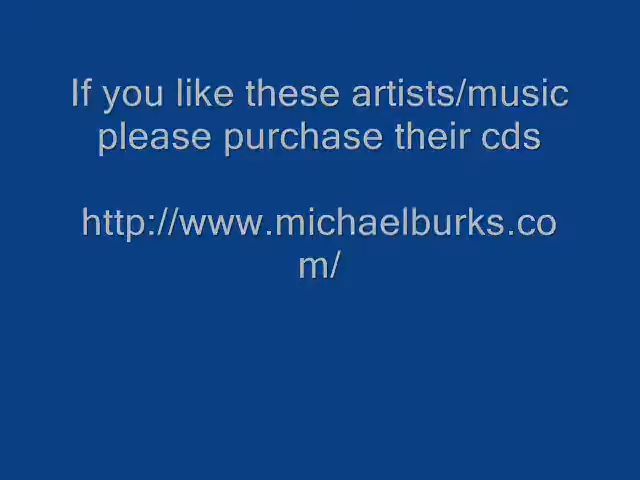 If you like these artists/music
please purchase their cds
http://www.michaelburks.co
m/